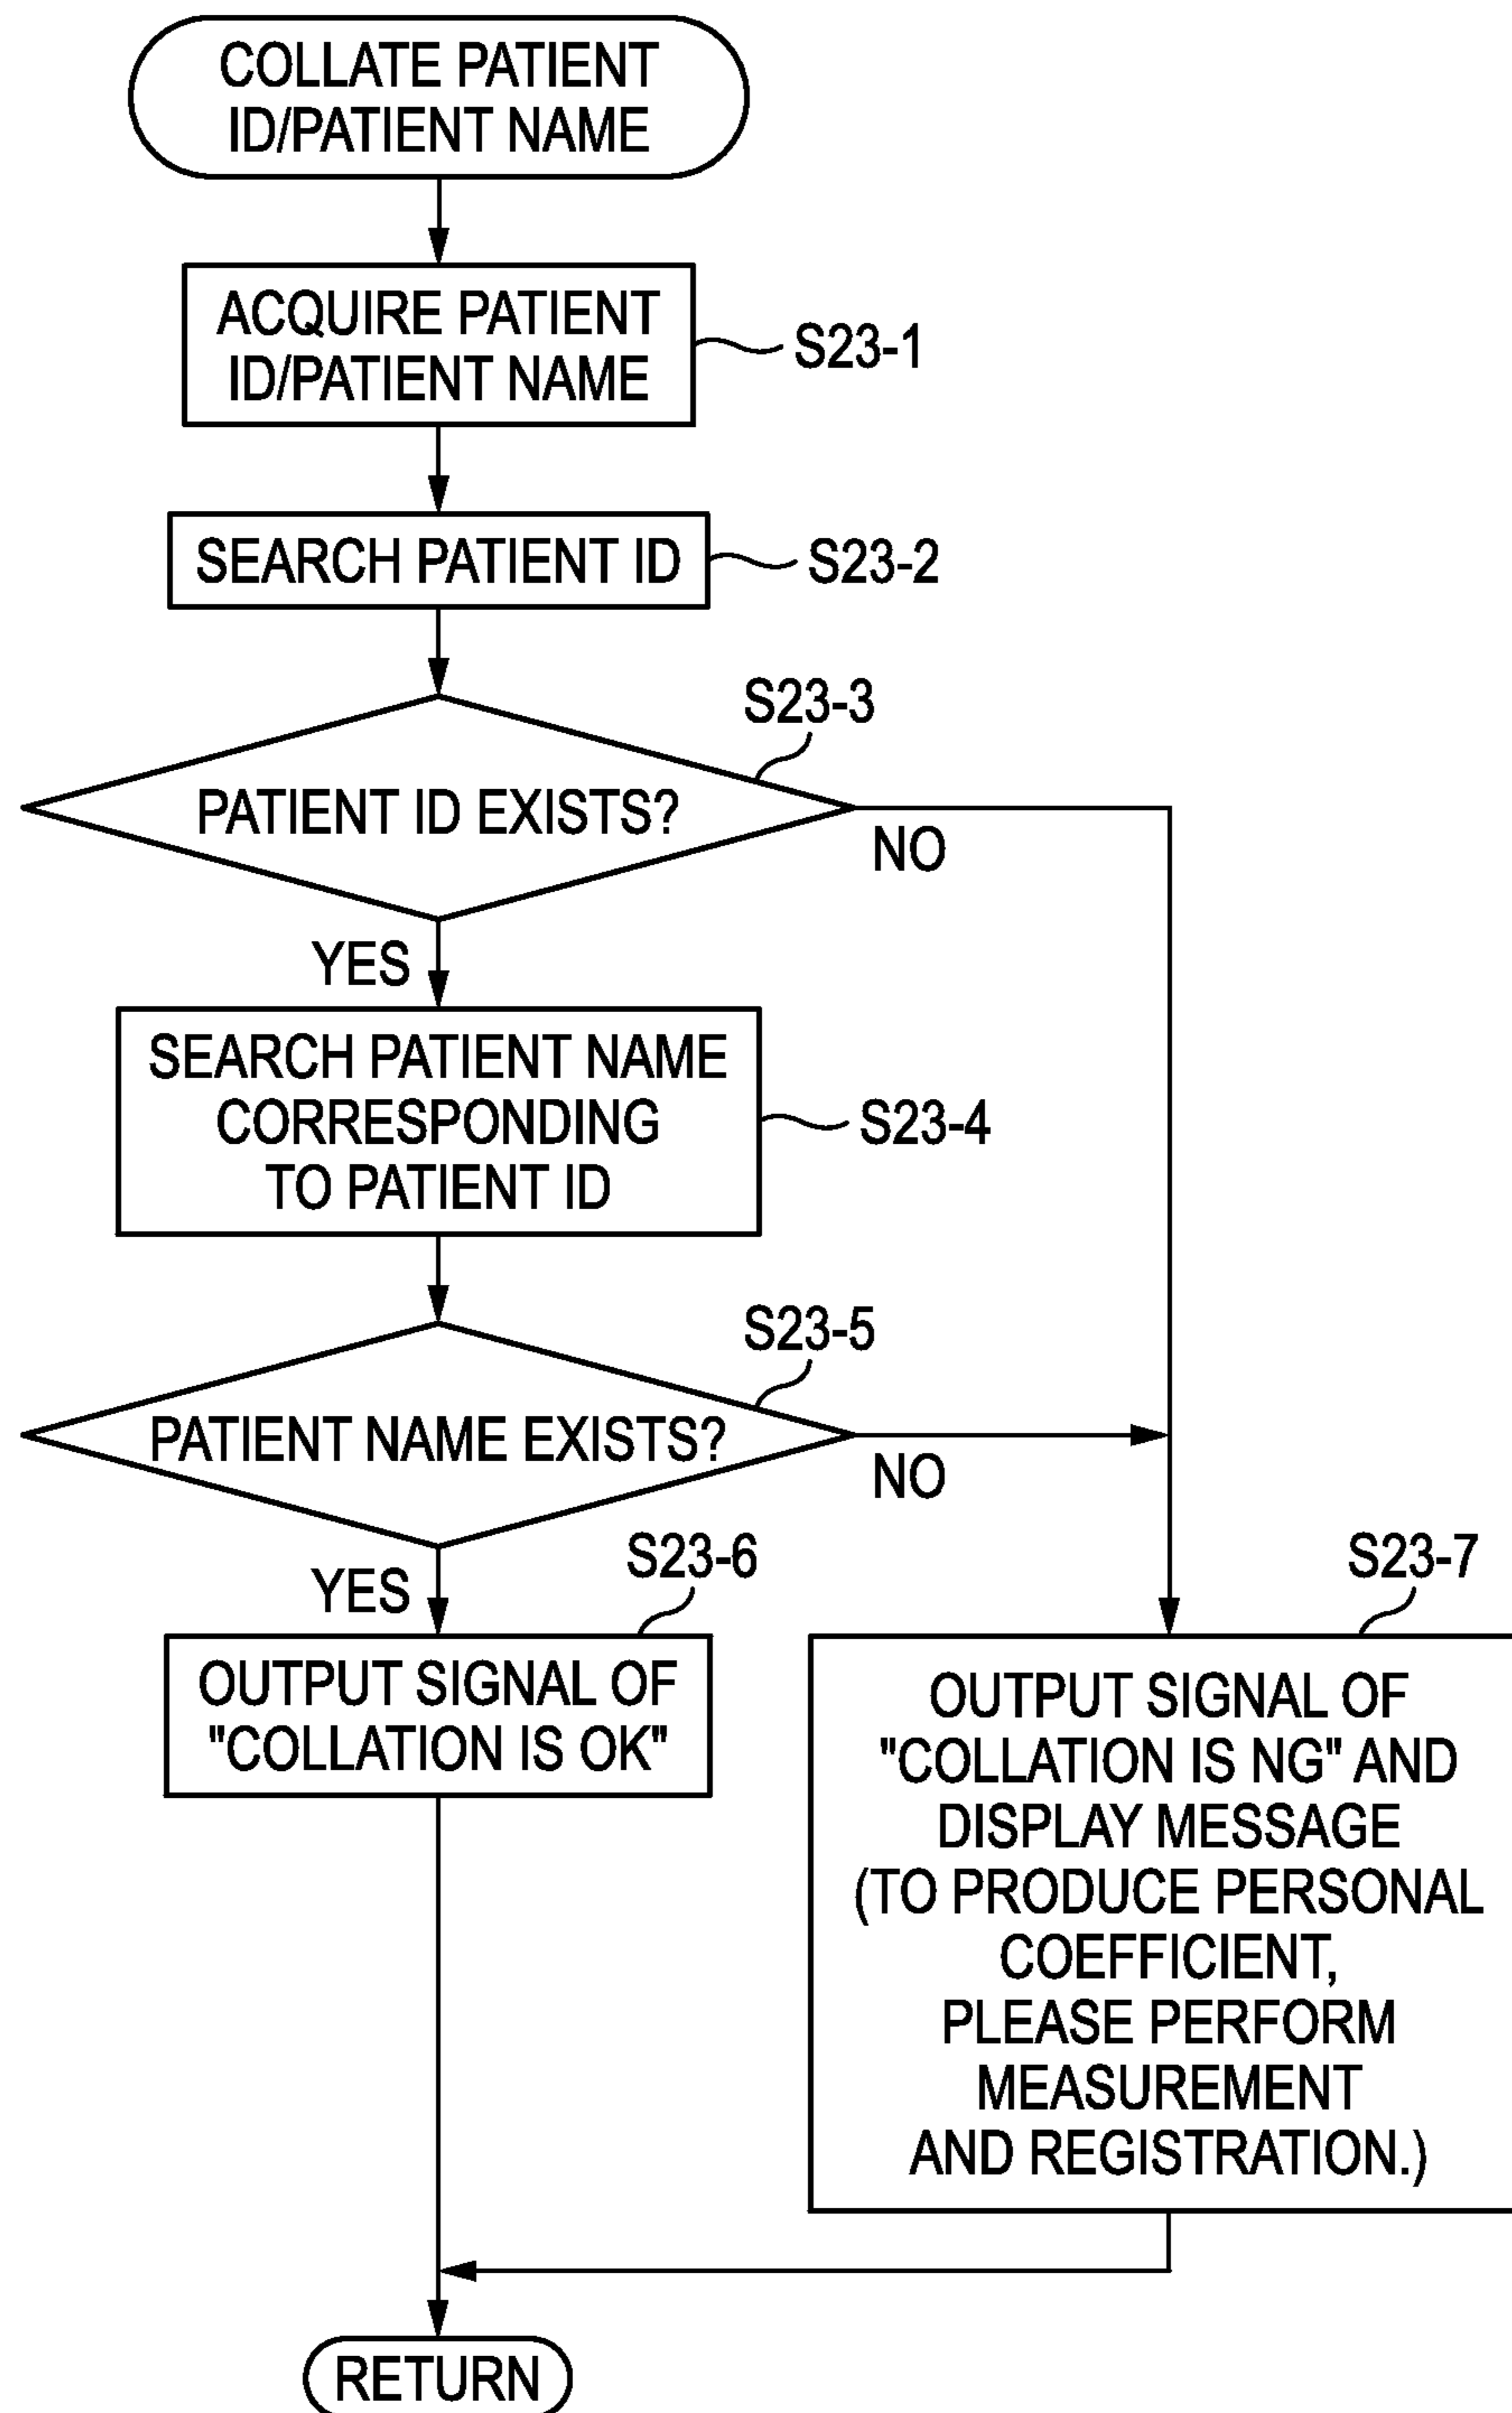 COLLATE PATIENT
ID/PATIENT NAME
ACQUIRE PATIENT
ID/PATIENT NAME
S23-1
SEARCH PATIENT ID
S23-2
S23-3
PATIENT ID EXISTS?
NO
YES
SEARCH PATIENT NAME
CORRESPONDING
TO PATIENT ID
S23-4
S23-5
PATIENT NAME EXISTS?
NO
YES
S23-6
OUTPUT SIGNAL OF
"COLLATION IS OK"
S23-7
OUTPUT SIGNAL OF
"COLLATION IS NG" AND
DISPLAY MESSAGE
(TO PRODUCE PERSONAL
COEFFICIENT,
PLEASE PERFORM
MEASUREMENT
AND REGISTRATION.)
RETURN